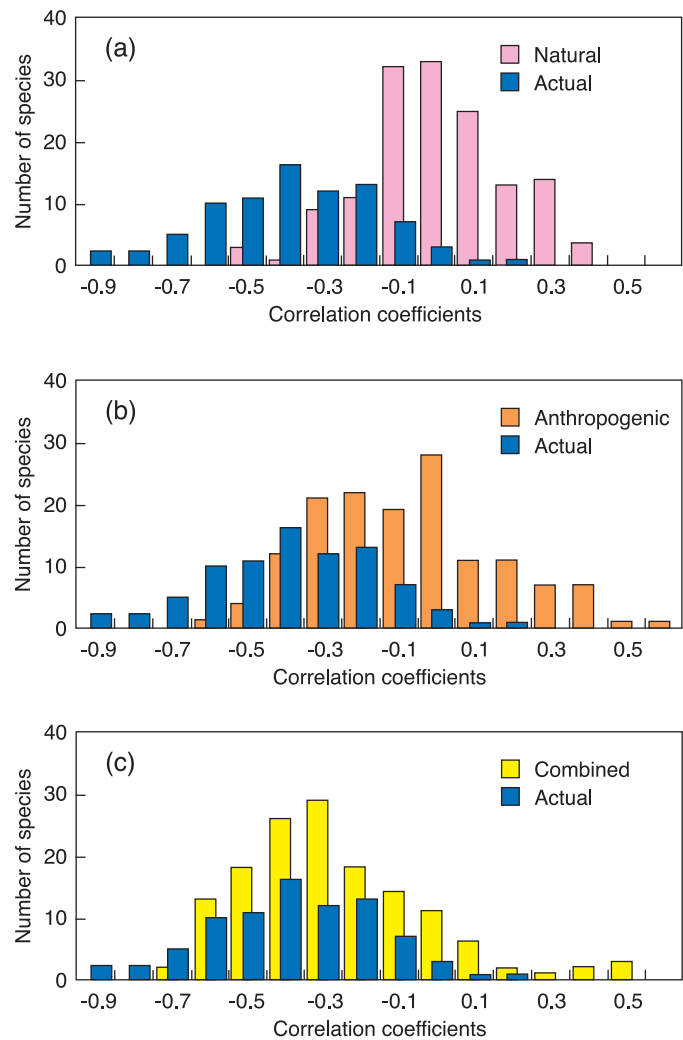 40
(a)
Natural
Actual
30
20
10
0
Number of species
-0.9 -0.7 -0.5 -0.3 -0.1 0.1 0.3 0.5
Correlation coefficients
40
(b)
Anthropogenic
Actual
30
20
10
0
Number of species
-0.9 -0.7 -0.5 -0.3 -0.1 0.1 0.3 0.5
Correlation coefficients
40
(c)
Combined
Actual
30
20
10
0
Number of species
-0.9 -0.7 -0.5 -0.3 -0.1 0.1 0.3 0.5
Correlation coefficients